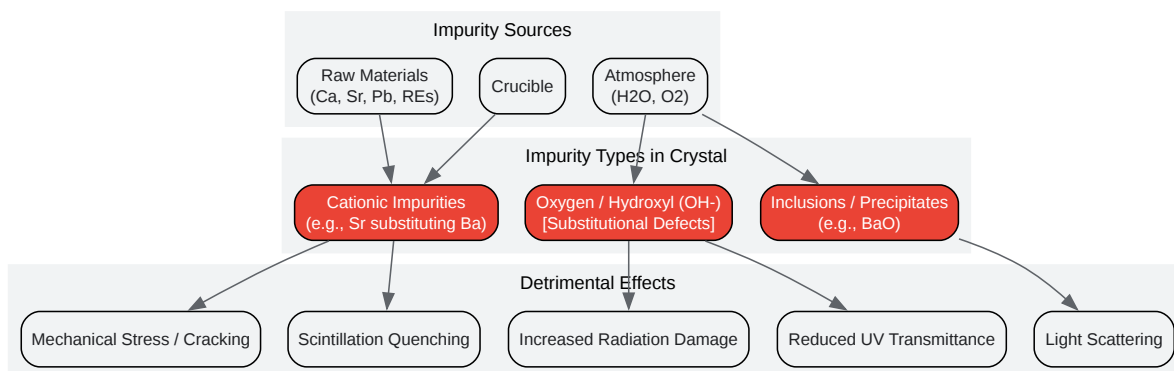 Impurity Sources
Raw Materials
(Ca, Sr, Pb, REs)
Crucible
Atmosphere
(H2O, O2)
Impurity Types in Crystal
Cationic Impurities
(e.g., Sr substituting Ba)
Oxygen / Hydroxyl (OH-)
[Substitutional Defects]
Inclusions / Precipitates
(e.g., BaO)
Detrimental Effects
Mechanical Stress / Cracking
Scintillation Quenching
Increased Radiation Damage
Reduced UV Transmittance
Light Scattering